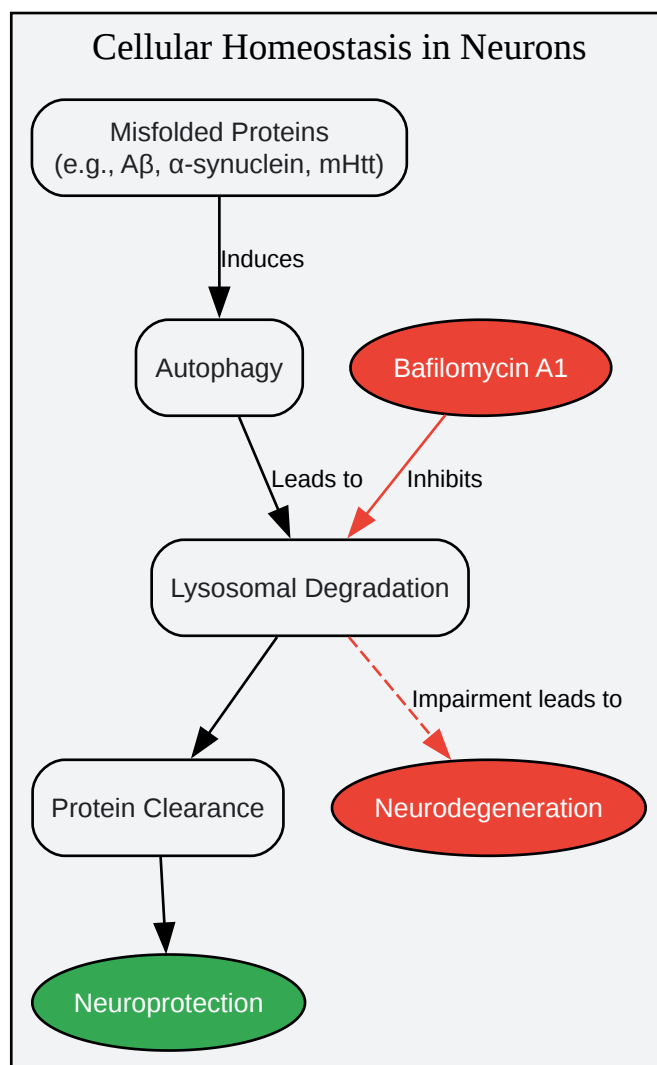 Cellular Homeostasis in Neurons
Misfolded Proteins
(e.g., Aβ, α-synuclein, mHtt)
Induces
Autophagy
Bafilomycin A1
Leads to
Inhibits
Lysosomal Degradation
Impairment leads to
Protein Clearance
Neurodegeneration
Neuroprotection